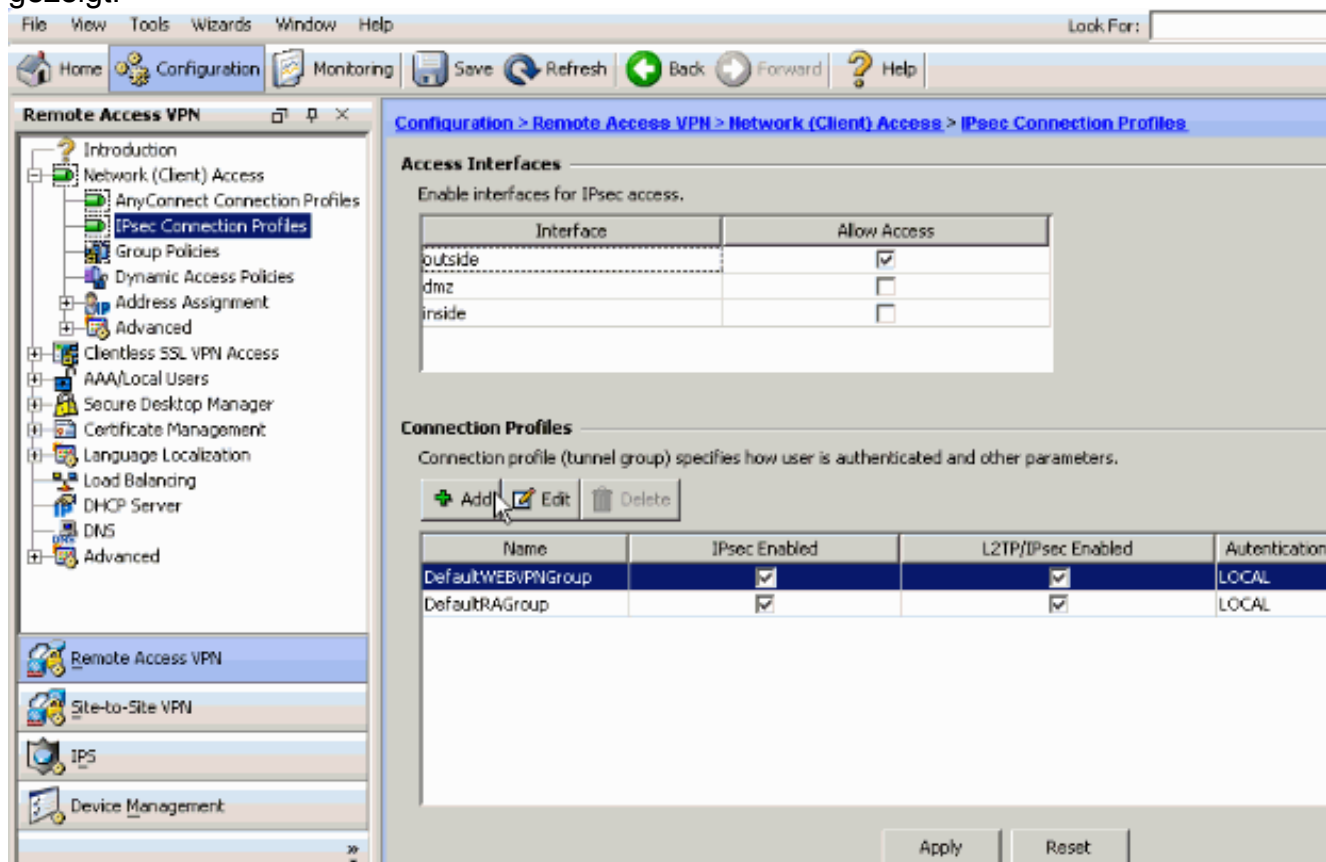 gezeigt.
File View Tools Wizards Window Help Look For:
Home Configuration Monitoring Save Refresh Back Forward Help
Remote Access VPN
Introduction
Network (Client) Access
AnyConnect Connection Profiles
IPsec Connection Profiles
Group Policies
Dynamic Access Policies
Address Assignment
Advanced
Clientless SSL VPN Access
AAA/Local Users
Secure Desktop Manager
Certificate Management
Language Localization
Load Balancing
DHCP Server
DNS
Advanced
Remote Access VPN
Site-to-Site VPN
IPS
Device Management
Configuration > Remote Access VPN > Network (Client) Access > IPsec Connection Profiles
Access Interfaces
Enable interfaces for IPsec access.
Interface Allow Access
outside
dmz
inside
Connection Profiles
Connection profile (tunnel group) specifies how user is authenticated and other parameters.
Add Edit Delete
Name IPsec Enabled L2TP/IPsec Enabled Autentication
DefaultWEBVPNGroup LOCAL
DefaultRAGroup LOCAL
Apply Reset